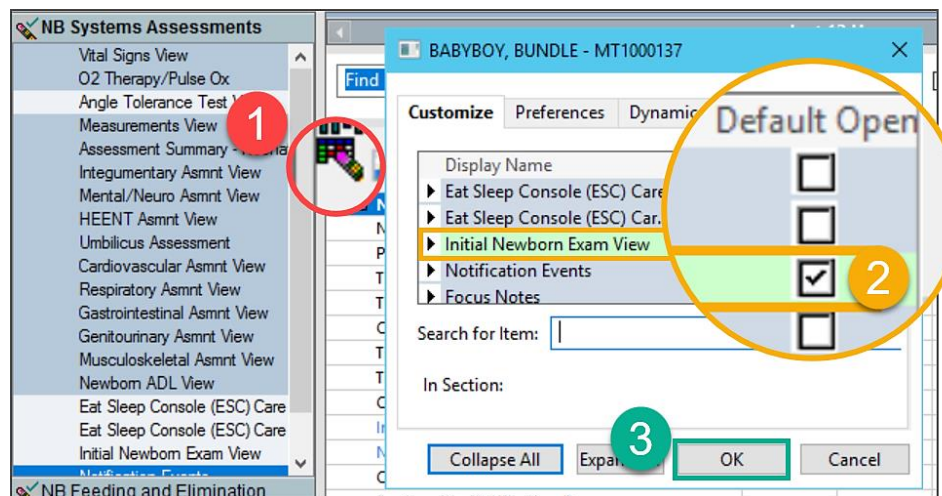 NB Systems Assessments
Vital Signs View
O2 Therapy/Pulse Ox
Angle Tolerance Test
Measurements View
Assessment Summary -
Integumentary Asmnt View
Mental/Neuro Asmnt View
HEENT Asmnt View
Umbilicus Assessment
Cardiovascular Asmnt View
Respiratory Asmnt View
Gastrointestinal Asmnt View
Genitourinary Asmnt View
Musculoskeletal Asmnt View
Newborn ADL View
Eat Sleep Console (ESC) Care
Eat Sleep Console (ESC) Care
Initial Newborn Exam View
Notification Events
NB Feeding and Elimination
1
Find
BABYBOY, BUNDLE - MT1000137
Customize Preferences Dynamic
Display Name
Eat Sleep Console (ESC) Care
Eat Sleep Console (ESC) Car...
Initial Newborn Exam View
Notification Events
Focus Notes
Default Open
2
Search for Item:
In Section:
3
Collapse All OK Cancel